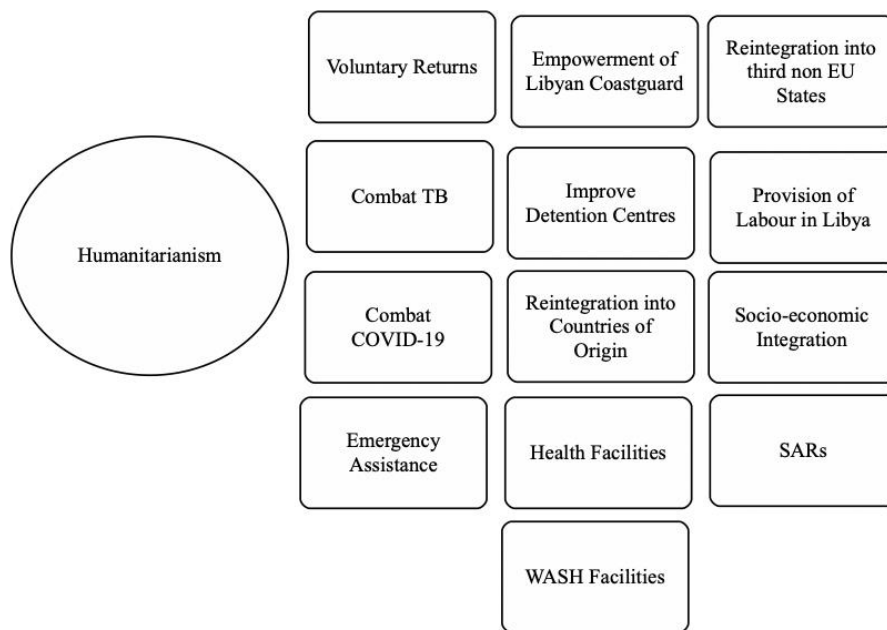 Humanitarianism
Voluntary Returns
Empowerment of
Libyan Coastguard
Reintegration into
third non EU
States
Combat TB
Improve
Detention Centres
Provision of
Labour in Libya
Combat
COVID-19
Reintegration into
Countries of
Origin
Socio-economic
Integration
Emergency
Assistance
Health Facilities
SARs
WASH Facilities